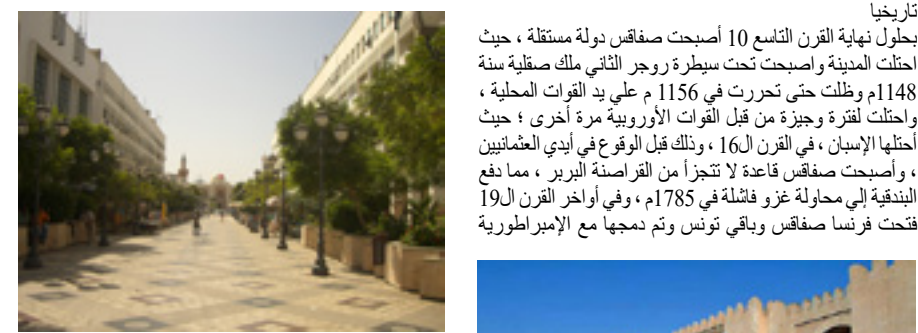 تاريخيا
بحلول نهاية القرن التاسع 10 أصبحت صفاقس دولة مستقلة ، حيث
احتلت المدينة واصبحت تحت سيطرة روجر الثاني ملك صقلية سنة
1148م وظلت حتى تحررت في 1156 م علي يد القوات المحلية ،
واحتلت لفترة وجيزة من قبل القوات الأوروبية مرة أخرى ؛ حيث
أحتلها الإسبان ، في القرن ال16 ، وذلك قبل الوقوع في أيدي العثمانيين
، وأصبحت صفاقس قاعدة لا تتجزأ من القراصنة البربر ، مما دفع
البندقية إلي محاولة غزو فاشلة في 1785م ، وفي أواخر القرن ال19
فتحت فرنسا صفاقس وباقي تونس وتم دمجها مع الإمبراطورية